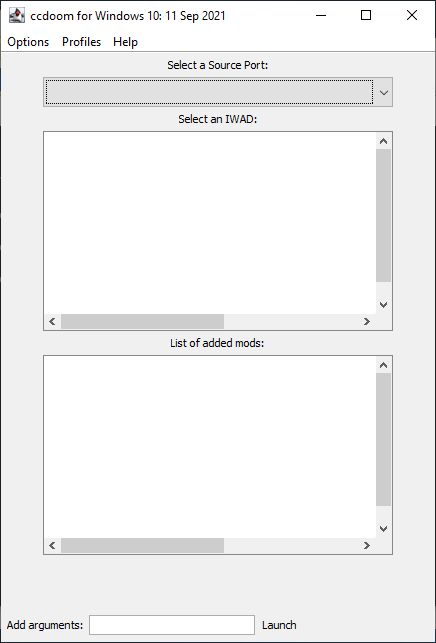 ccdoom for Windows 10: 11 Sep 2021
Options Profiles Help
Select a Source Port:
Select an IWAD:
List of added mods:
Add arguments: Launch